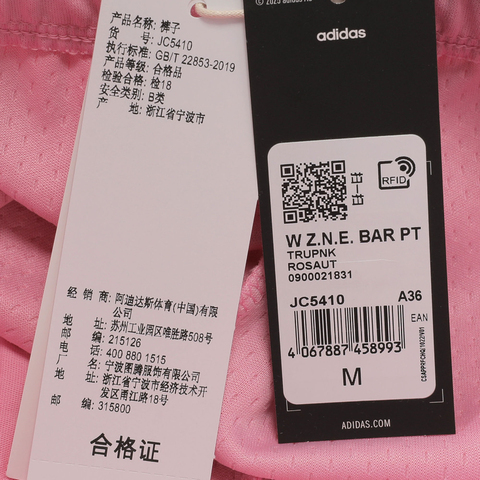 产品名称: 裤子
货 号: JC5410
执行标准: GB/T 22853-2019
产品等级: 合格品
检验合格: 检18
安全类别: B类
产 地: 浙江省宁波市
经 销 商: 阿迪达斯体育(中国)有限
公司
地 址: 苏州工业园区唯胜路508号
邮 编: 215126
电 话: 400 880 1515
厂 名: 宁波图腾服饰有限公司
厂 址: 浙江省宁波市经济技术开
发区甬江路18号
邮 编: 315800
合格证
adidas
RFID
W Z.N.E. BAR PT
TRUPNK
ROSAUT
0900021831
JC5410 A36
EAN
4 067887 458993
M
ADIDAS.COM